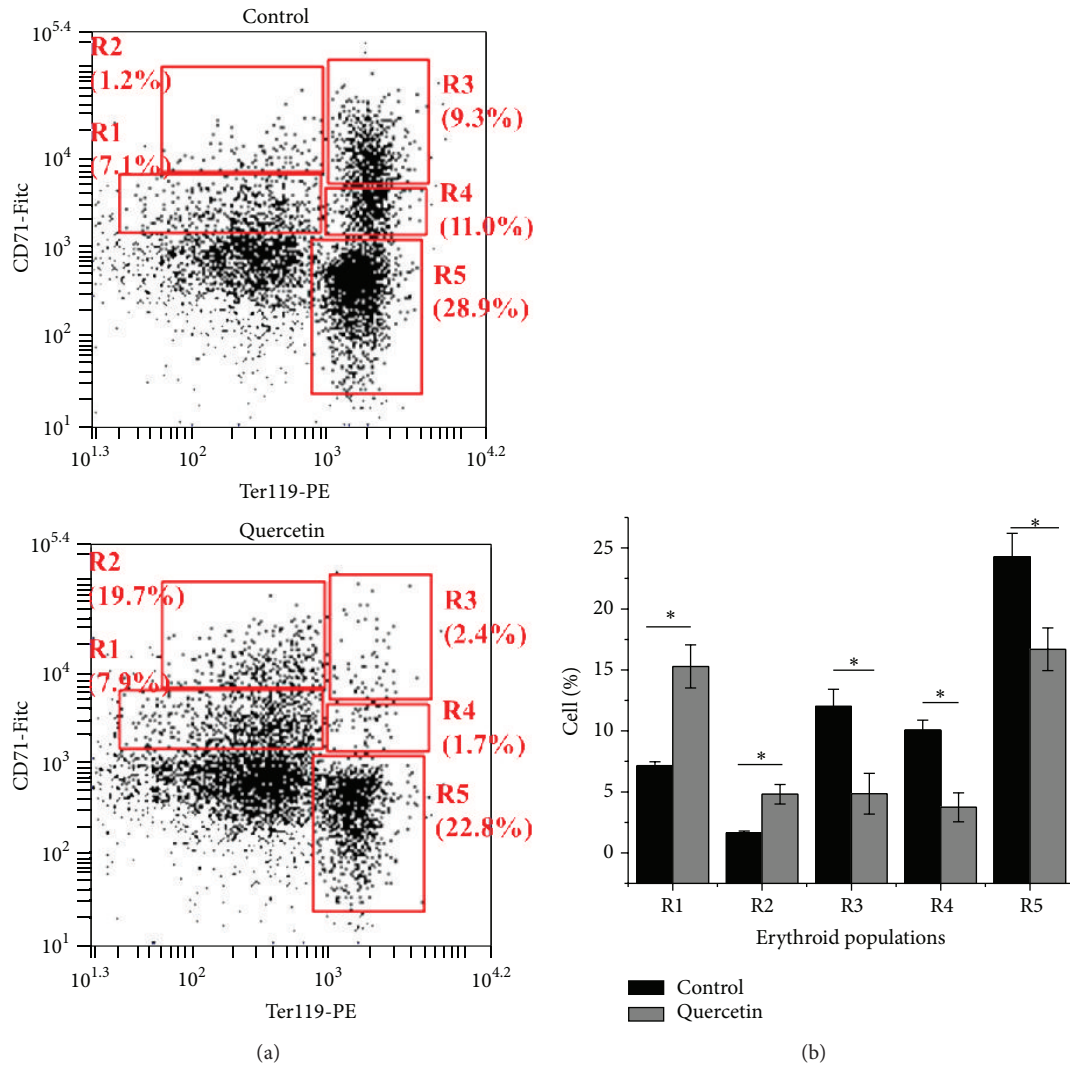 Control
10^5.4
10^4
10^3
10^2
10^1
CD71-Fitc
R2
(1.2%)
R1
(7.1%)
R3
(9.3%)
R4
(11.0%)
R5
(28.9%)
10^1.3 10^2 10^3 10^4.2
Ter119-PE
Quercetin
10^5.4
10^4
10^3
10^2
10^1
CD71-Fitc
R2
(19.7%)
R1
(7.9%)
R3
(2.4%)
R4
(1.7%)
R5
(22.8%)
10^1.3 10^2 10^3 10^4.2
Ter119-PE
(a)
25
20
15
10
5
0
Cell (%)
* * * * *
R1 R2 R3 R4 R5
Erythroid populations
Control
Quercetin
(b)